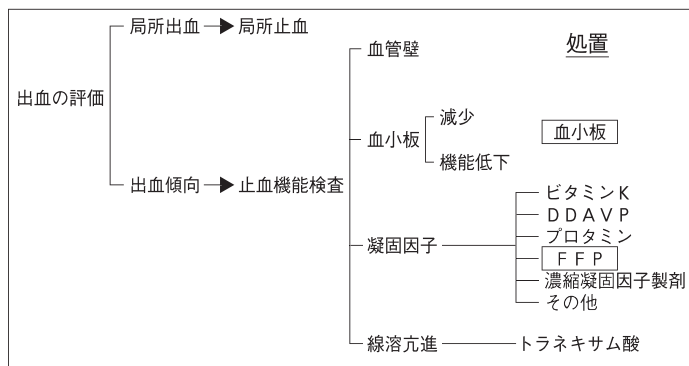 局所出血 局所止血
血管壁
処置
出血の評価
減少
血小板
血小板
機能低下
出血傾向 止血機能検査
ビタミンK
DDAVP
プロタミン
凝固因子
FFP
濃縮凝固因子製剤
その他
線溶亢進 トラネキサム酸